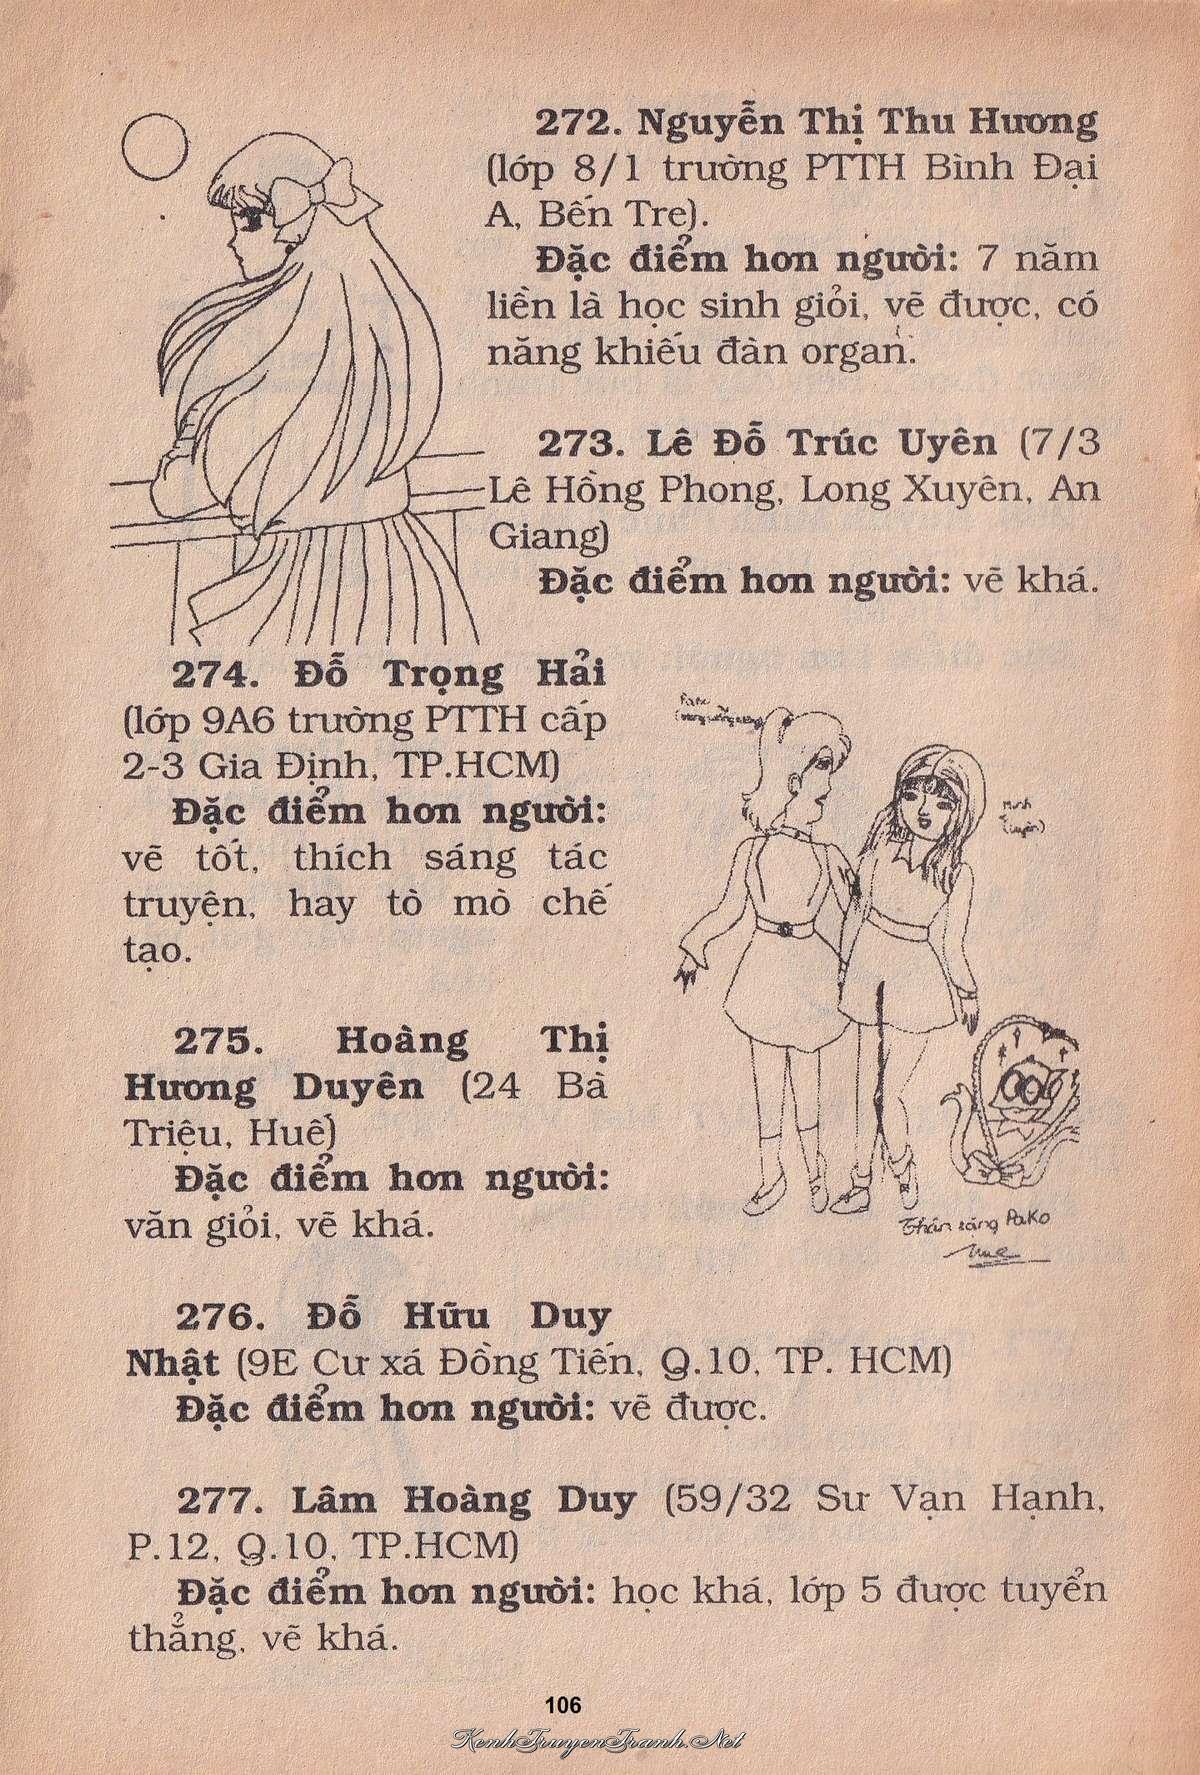 272. Nguyễn Thị Thu Hương
(lớp 8/1 trường PTTH Bình Đại
A, Bến Tre).
Đặc điểm hơn người: 7 năm
liền là học sinh giỏi, vẽ được, có
năng khiếu đàn organ.
273. Lê Đỗ Trúc Uyên (7/3
Lê Hồng Phong, Long Xuyên, An
Giang)
Đặc điểm hơn người: vẽ khá.
274. Đỗ Trọng Hải
(lớp 9A6 trường PTTH cấp
2-3 Gia Định, TP.HCM)
Đặc điểm hơn người:
vẽ tốt, thích sáng tác
truyện, hay tò mò chế
tạo.
275. Hoàng Thị
Hương Duyên (24 Bà
Triệu, Huế)
Đặc điểm hơn người:
văn giỏi, vẽ khá.
Minh
Thân tặng Pako
276. Đỗ Hữu Duy
Nhật (9E Cư xá Đồng Tiến, Q.10, TP. HCM)
Đặc điểm hơn người: vẽ được.
277. Lâm Hoàng Duy (59/32 Sư Vạn Hạnh,
P.12, Q.10, TP.HCM)
Đặc điểm hơn người: học khá, lớp 5 được tuyển
thẳng, vẽ khá.
106
KenhTruyenTranh.Net